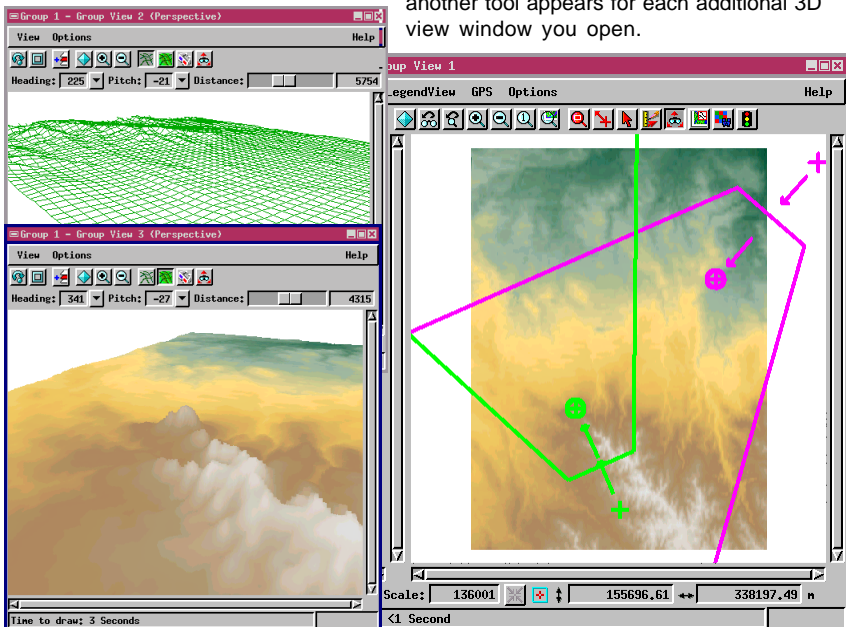 another tool appears for each additional 3D
view window you open.
Group 1 - Group View 2 (Perspective)
View Options Help
Heading: 225 Pitch: -21 Distance: 5754
Group 1 - Group View 3 (Perspective)
View Options Help
Heading: 341 Pitch: -27 Distance: 4315
Time to draw: 3 Seconds
oup View 1
LegendView GPS Options Help
Scale: 136001 155696.61 338197.49 m
<1 Second